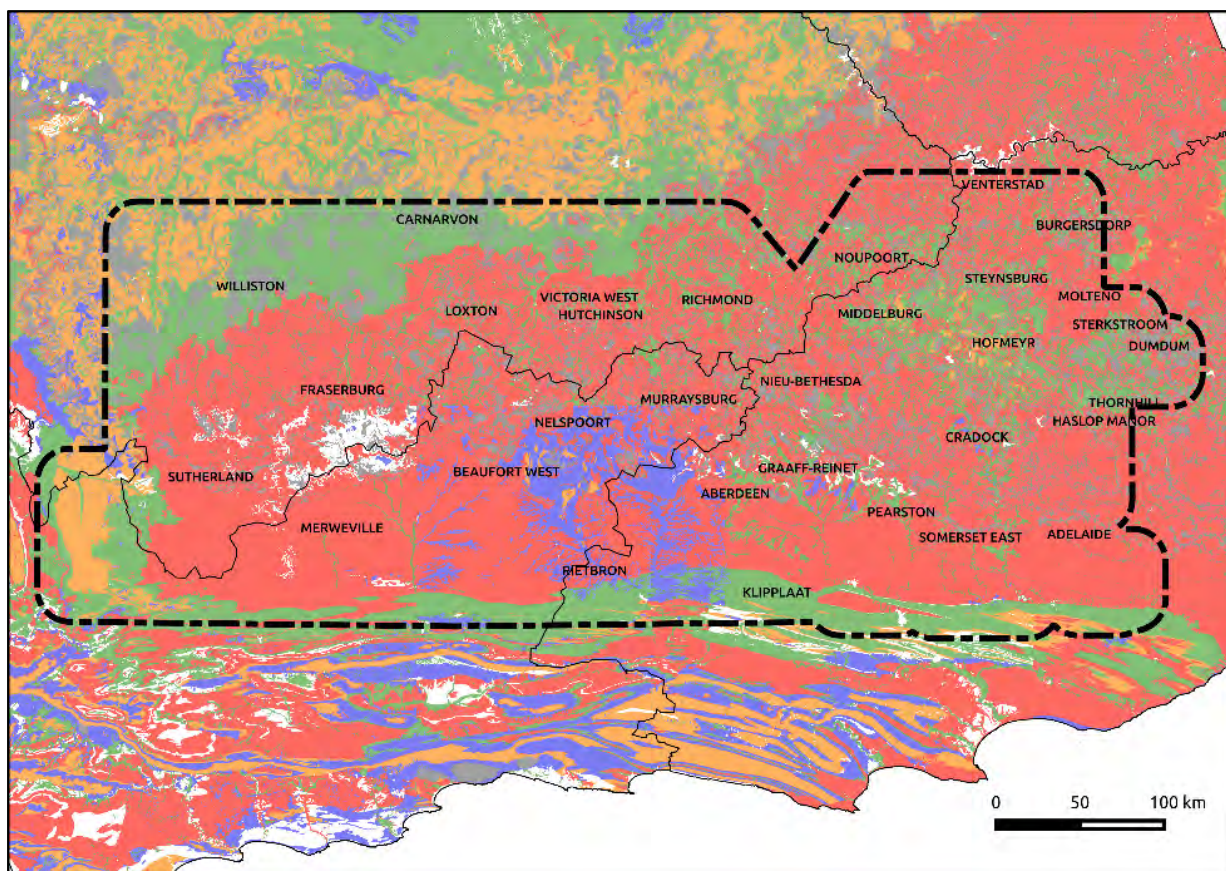 VENTERSTAD
CARNARVON
BURGERSDORP
NOUPOORT
STEYNSBURG
WILLISTON
MOLTENO
VICTORIA WEST
RICHMOND
LOXTON
HUTCHINSON
MIDDELBURG
STERKSTROOM
HOFMEYR
DUMDUM
NIEU-BETHESDA
FRASERBURG
MURRAYSBURG
THORNHILL
NELSPOORT
HASLOP MANOR
CRADOCK
BEAUFORT WEST
GRAAFF-REINET
SUTHERLAND
ABERDEEN
PEARSTON
MERWEVILLE
SOMERSET EAST
ADELAIDE
RIETBRON
KLIPPLAAT
0 50 100 km